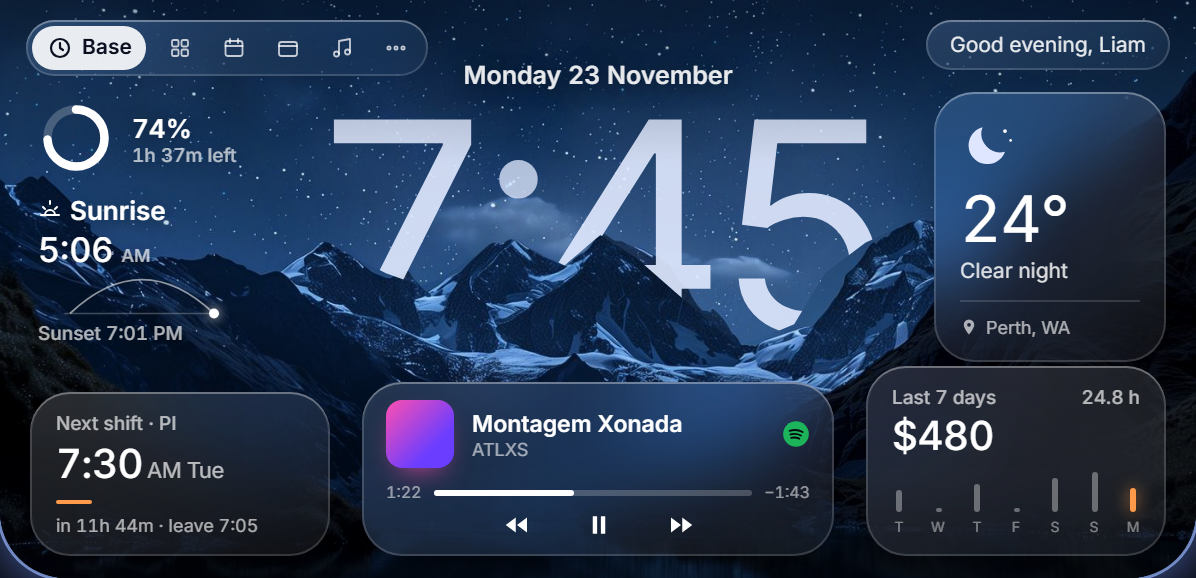 Base
Good evening, Liam
Monday 23 November
7:45
74%
1h 37m left
Sunrise
5:06 AM
Sunset 7:01 PM
24°
Clear night
Perth, WA
Next shift · PI
7:30 AM Tue
in 11h 44m · leave 7:05
Montagem Xonada
ATLXS
1:22
−1:43
Last 7 days 24.8 h
$480
T W T F S S M